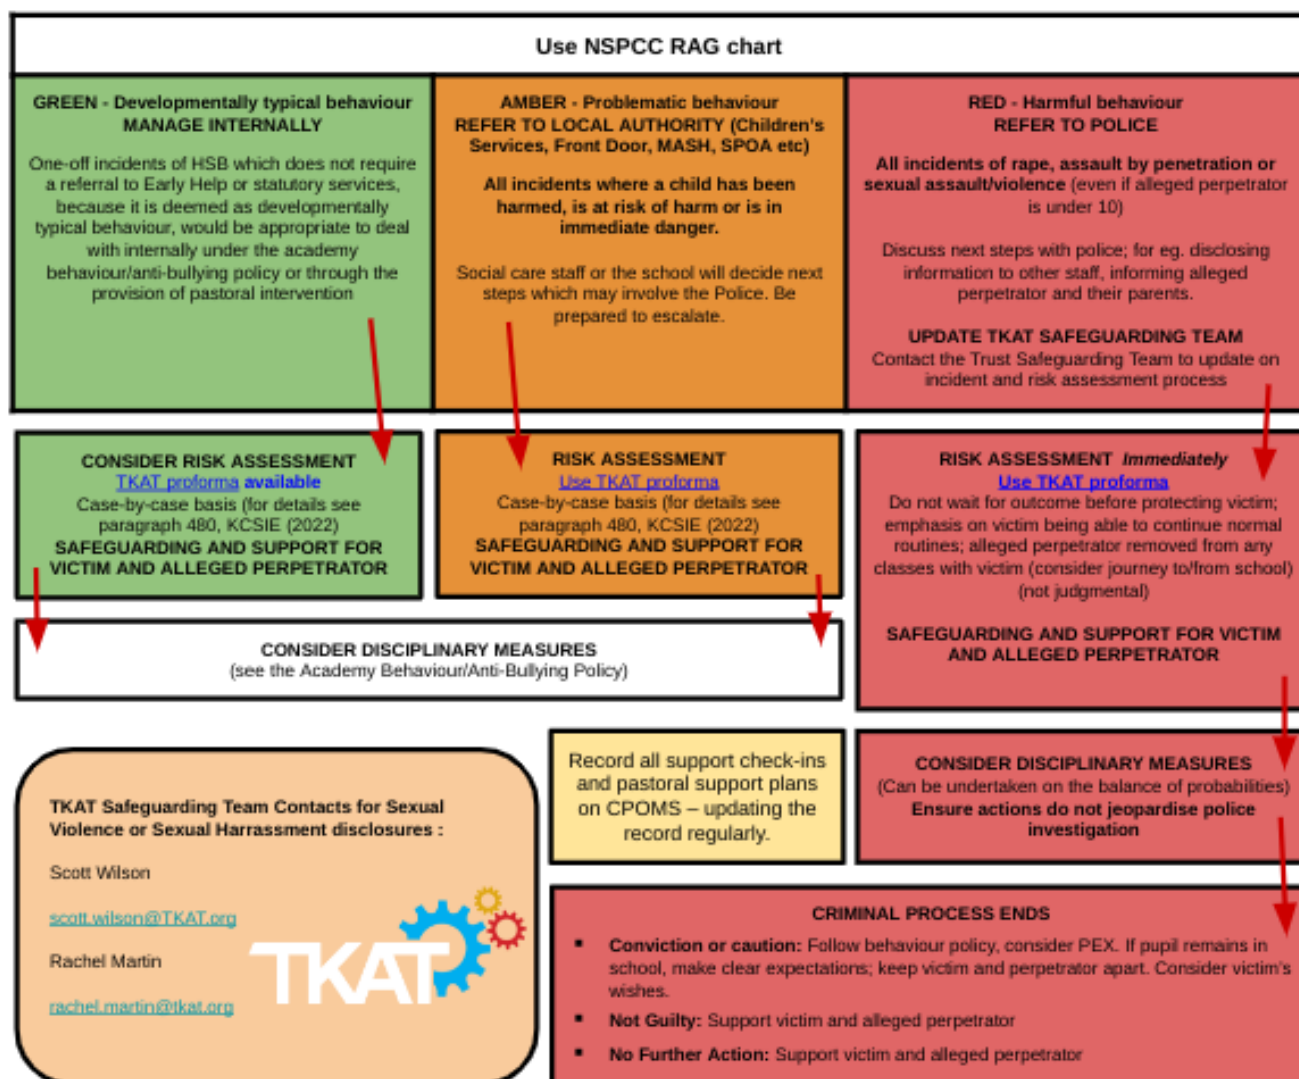 Use NSPCC RAG chart
GREEN - Developmentally typical behaviour
MANAGE INTERNALLY
One-off incidents of HSB which does not require
a referral to Early Help or statutory services,
because it is deemed as developmentally
typical behaviour, would be appropriate to deal
with internally under the academy
behaviour/anti-bullying policy or through the
provision of pastoral intervention
AMBER - Problematic behaviour
REFER TO LOCAL AUTHORITY (Children's
Services, Front Door, MASH, SPOA etc)
All incidents where a child has been
harmed, is at risk of harm or is in
immediate danger.
Social care staff or the school will decide next
steps which may involve the Police. Be
prepared to escalate.
RED - Harmful behaviour
REFER TO POLICE
All incidents of rape, assault by penetration or
sexual assault/violence (even if alleged perpetrator
is under 10)
Discuss next steps with police; for eg. disclosing
information to other staff, informing alleged
perpetrator and their parents.
UPDATE TKAT SAFEGUARDING TEAM
Contact the Trust Safeguarding Team to update on
incident and risk assessment process
CONSIDER RISK ASSESSMENT
TKAT proforma available
Case-by-case basis (for details see
paragraph 480, KCSIE (2022)
SAFEGUARDING AND SUPPORT FOR
VICTIM AND ALLEGED PERPETRATOR
RISK ASSESSMENT
Use TKAT proforma
Case-by-case basis (for details see
paragraph 480, KCSIE (2022)
SAFEGUARDING AND SUPPORT FOR
VICTIM AND ALLEGED PERPETRATOR
RISK ASSESSMENT Immediately
Use TKAT proforma
Do not wait for outcome before protecting victim;
emphasis on victim being able to continue normal
routines; alleged perpetrator removed from any
classes with victim (consider journey to/from school)
(not judgmental)
SAFEGUARDING AND SUPPORT FOR VICTIM
AND ALLEGED PERPETRATOR
CONSIDER DISCIPLINARY MEASURES
(see the Academy Behaviour/Anti-Bullying Policy)
TKAT Safeguarding Team Contacts for Sexual
Violence or Sexual Harrassment disclosures :
Scott Wilson
scott.wilson@TKAT.org
Rachel Martin
rachel.martin@tkat.org
TKAT
Record all support check-ins
and pastoral support plans
on CPOMS – updating the
record regularly.
CONSIDER DISCIPLINARY MEASURES
(Can be undertaken on the balance of probabilities)
Ensure actions do not jeopardise police
investigation
CRIMINAL PROCESS ENDS
▪ Conviction or caution: Follow behaviour policy, consider PEX. If pupil remains in
school, make clear expectations; keep victim and perpetrator apart. Consider victim's
wishes.
▪ Not Guilty: Support victim and alleged perpetrator
▪ No Further Action: Support victim and alleged perpetrator